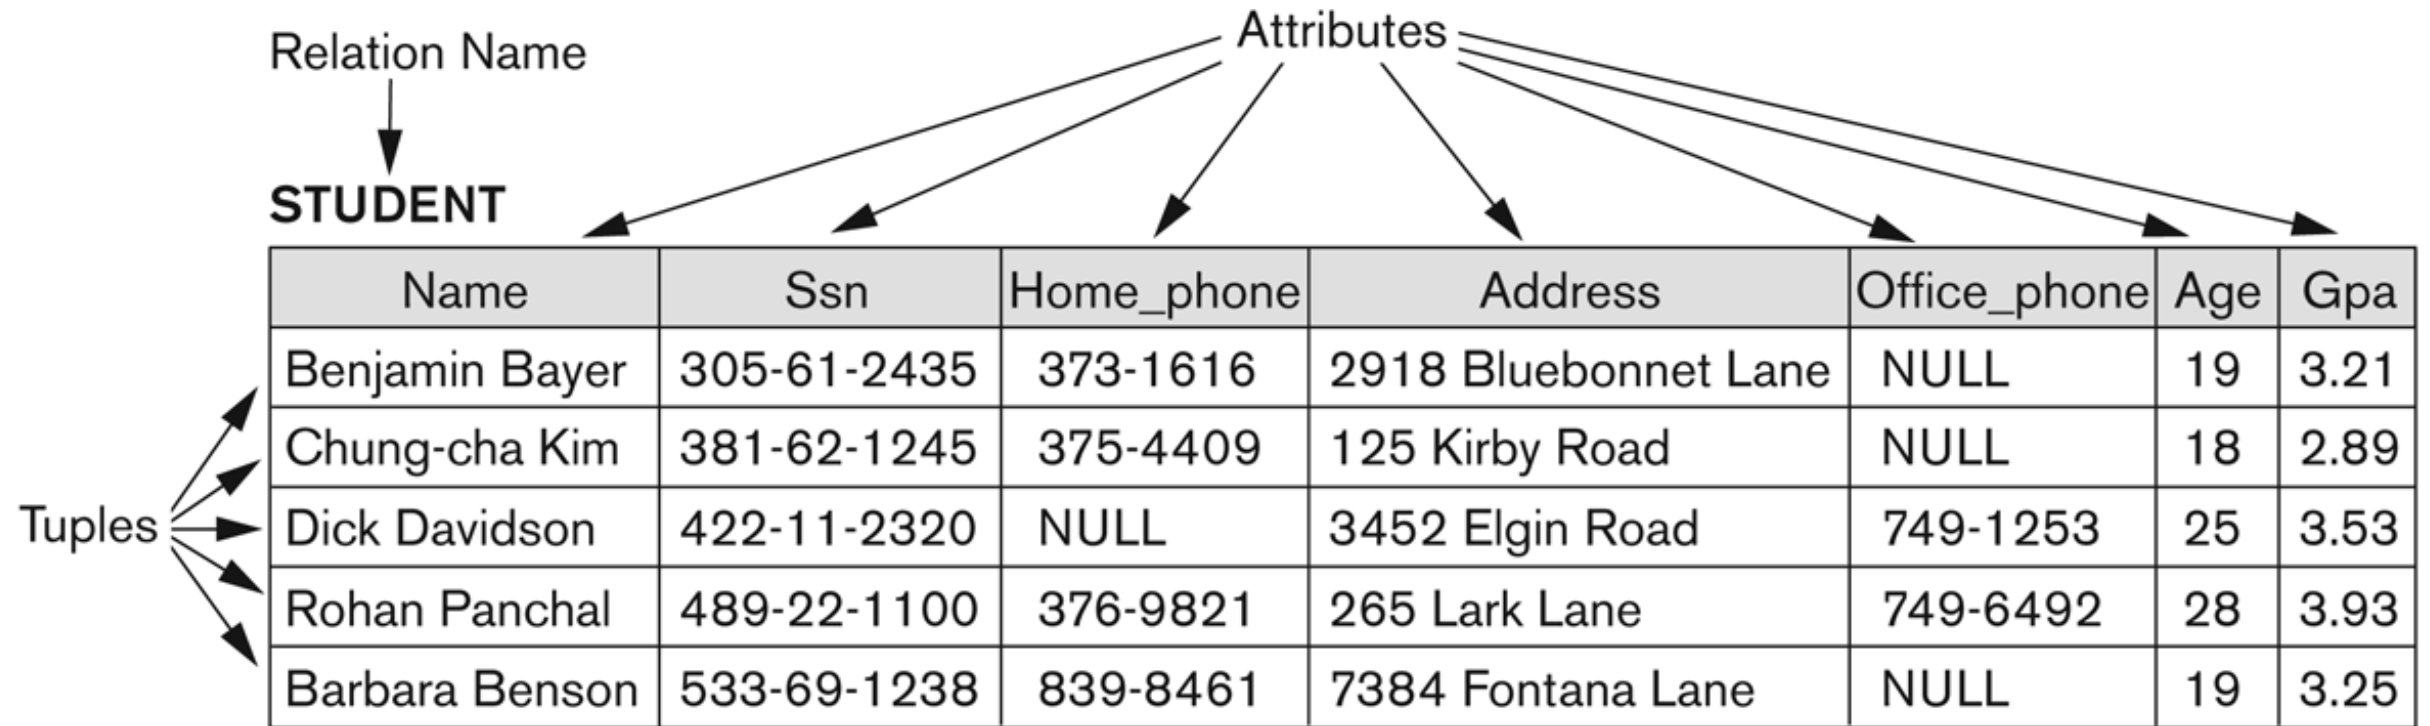 Attributes
Relation Name
STUDENT
Name Ssn Home_phone Address Office_phone Age Gpa
Benjamin Bayer 305-61-2435 373-1616 2918 Bluebonnet Lane NULL 19 3.21
Chung-cha Kim 381-62-1245 375-4409 125 Kirby Road NULL 18 2.89
Tuples Dick Davidson 422-11-2320 NULL 3452 Elgin Road 749-1253 25 3.53
Rohan Panchal 489-22-1100 376-9821 265 Lark Lane 749-6492 28 3.93
Barbara Benson 533-69-1238 839-8461 7384 Fontana Lane NULL 19 3.25